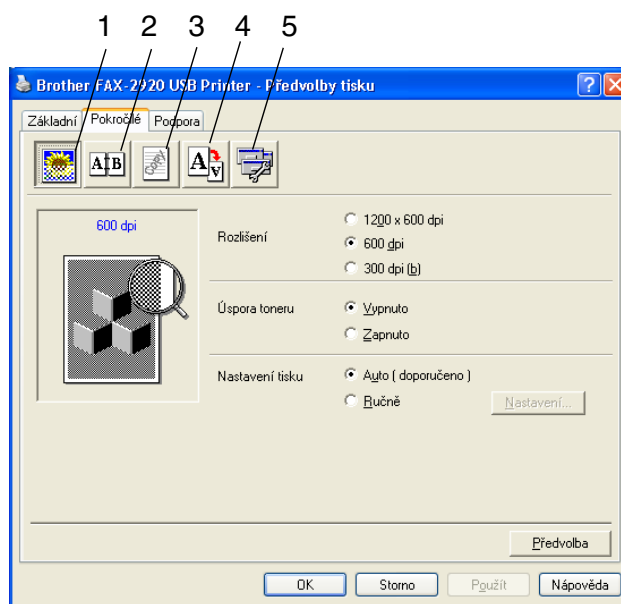 1 2 3 4 5
Brother FAX-2920 USB Printer - Předvolby tisku
Základní Pokročilé Podpora
A B copy A A
600 dpi
Rozlišení
1200 x 600 dpi
600 dpi
300 dpi (b)
Úspora toneru
Vypnuto
Zapnuto
Nastavení tisku
Auto ( doporučeno )
Ručně Nastavení...
Předvolba
OK Storno Použít Nápověda